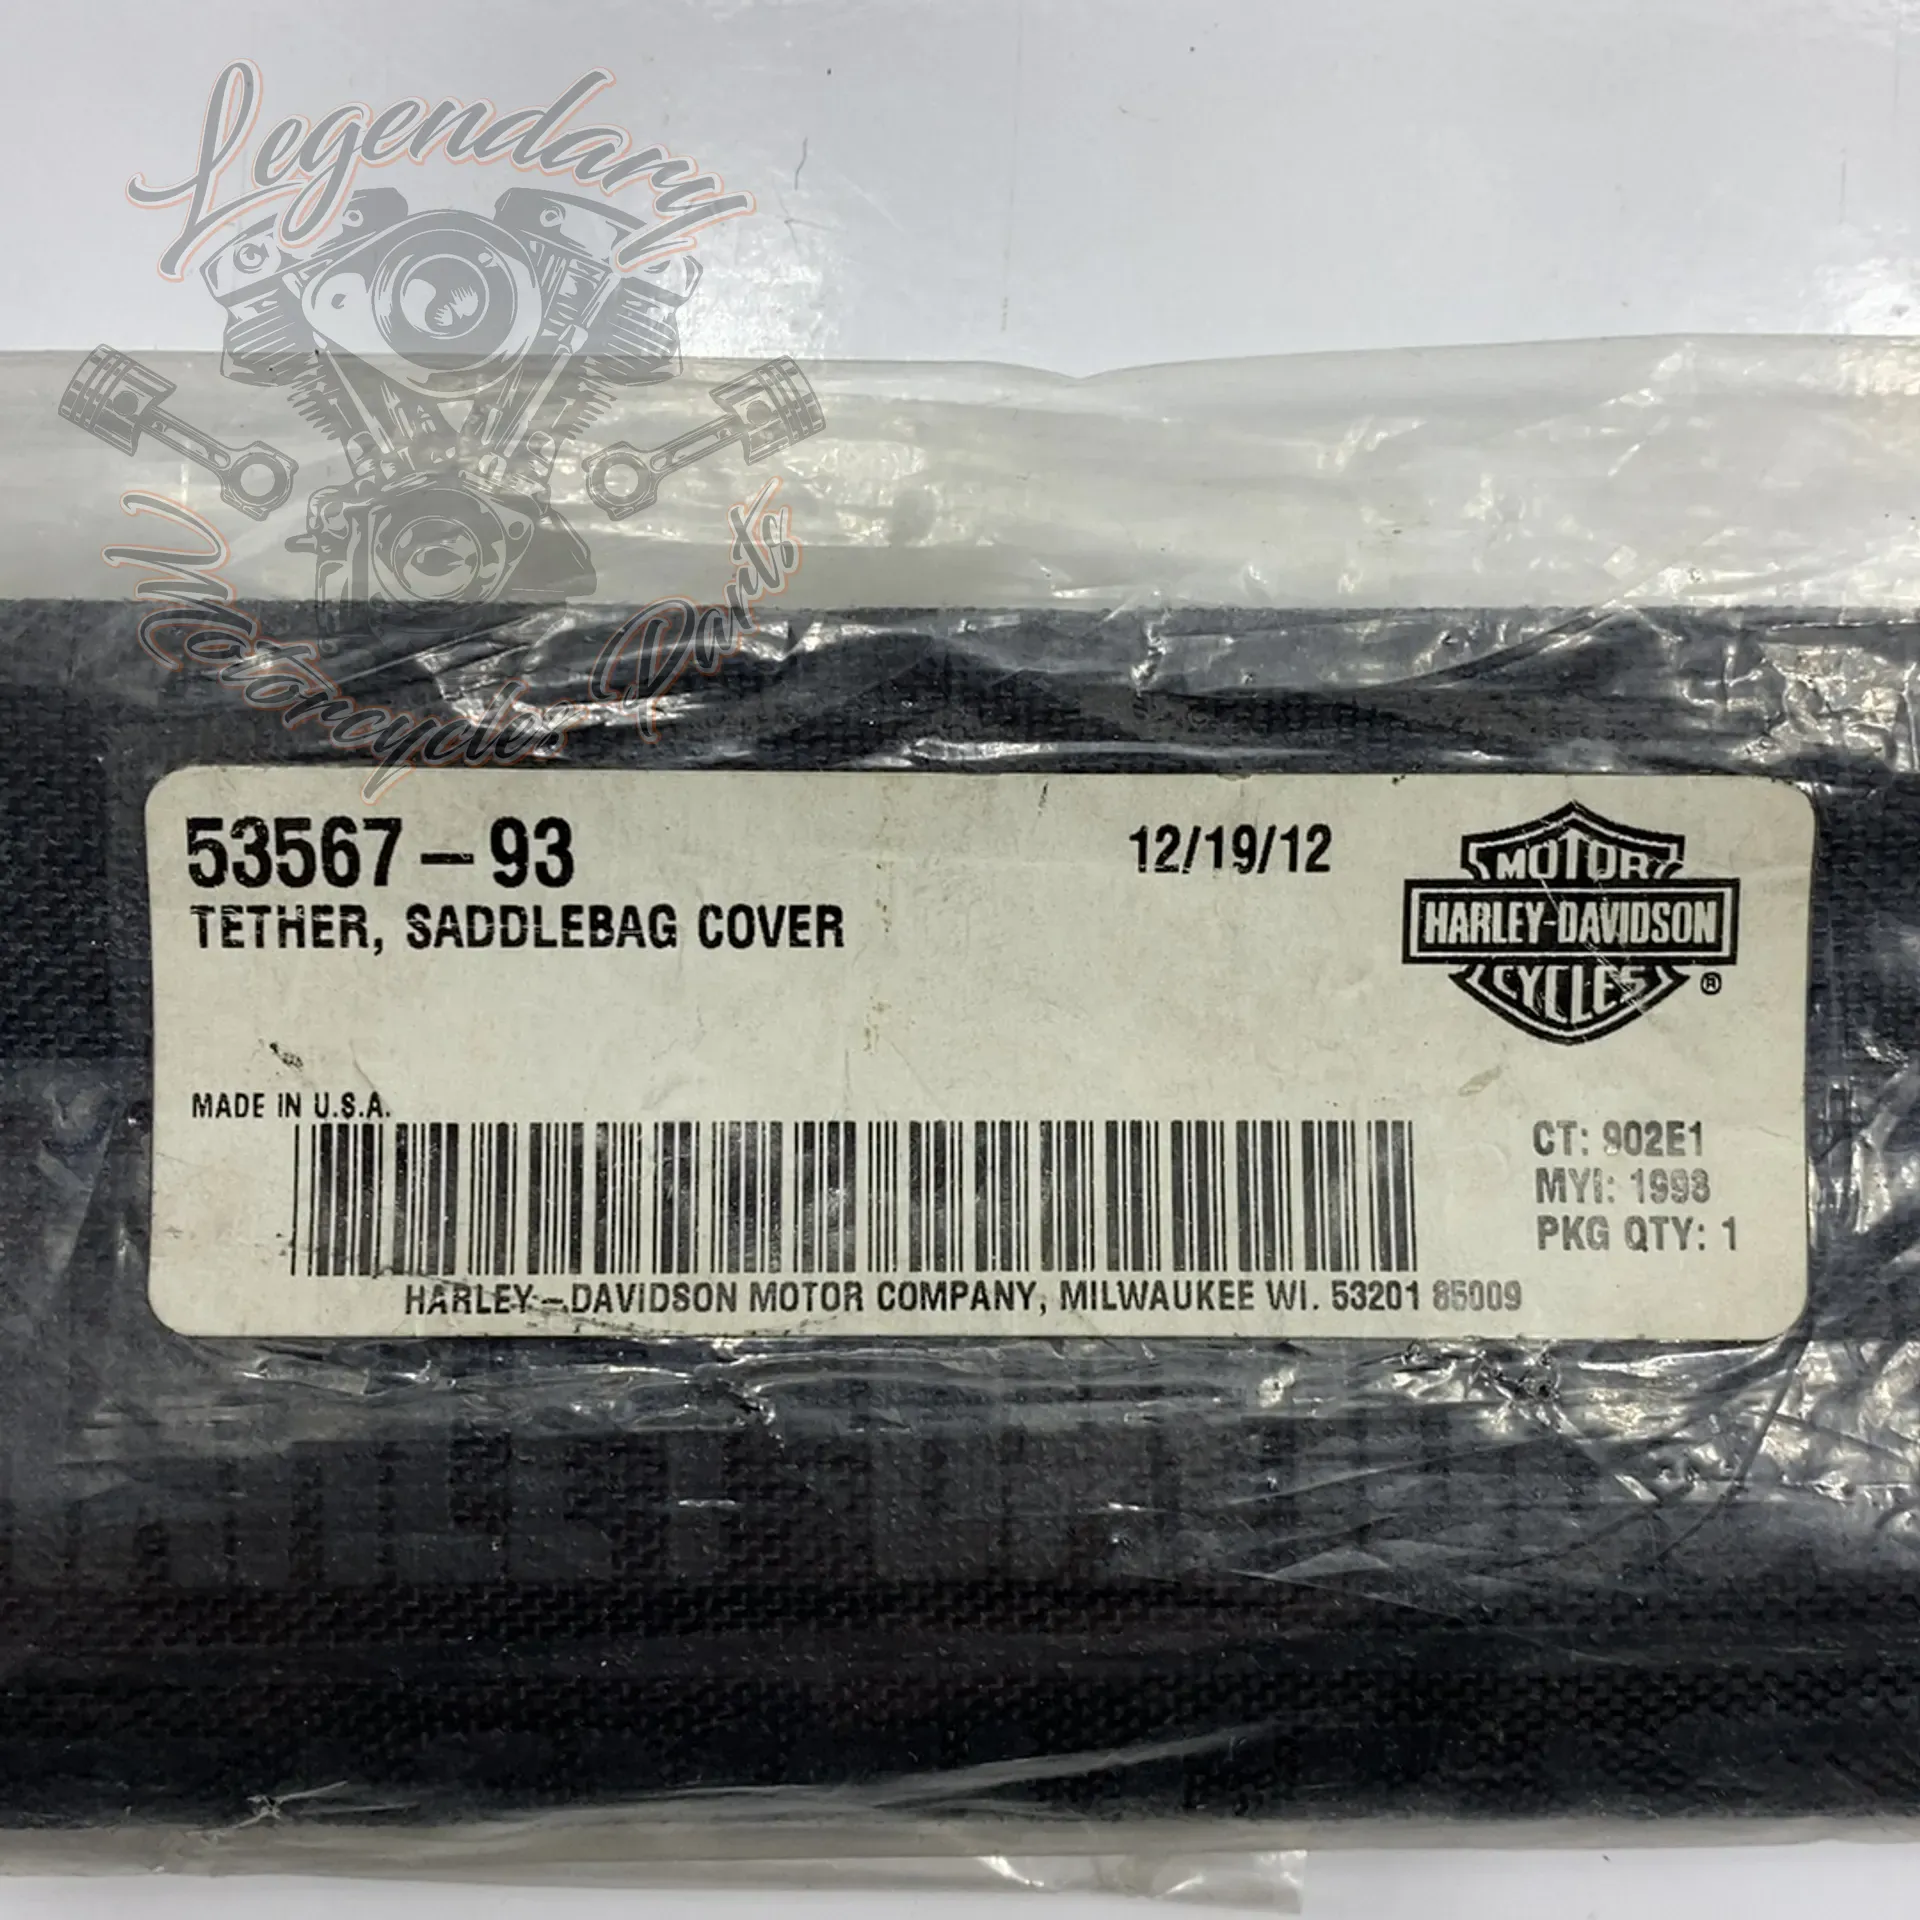 Legendary
Motorcycles Parts
53567-93
12/19/12
TETHER, SADDLEBAG COVER
MOTOR
HARLEY-DAVIDSON
CYCLES
®
MADE IN U.S.A.
CT: 902E1
MYI: 1993
PKG QTY: 1
HARLEY-DAVIDSON MOTOR COMPANY, MILWAUKEE WI. 53201 85009